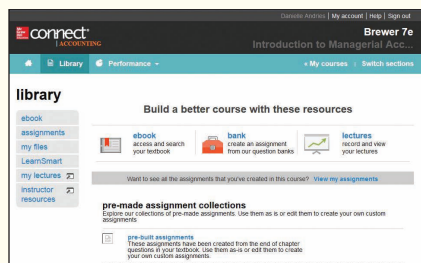 Danielle Andries | My account | Help | Sign out
connect
| ACCOUNTING
Brewer 7e
Introduction to Managerial Acc...
Library
Performance
« My courses | Switch sections
library
ebook
assignments
my files
LearnSmart
my lectures
instructor
resources
Build a better course with these resources
ebook
access and search
your textbook
bank
create an assignment
from our question banks
lectures
record and view
your lectures
Want to see all the assignments that you've created in this course? View my assignments
pre-made assignment collections
Explore our collections of pre-made assignments. Use them as is or edit them to create your own custom
assignments
pre-built assignments
These assignments have been created from the end of chapter
questions in your textbook. Use them as-is or edit them to create
your own custom assignments.